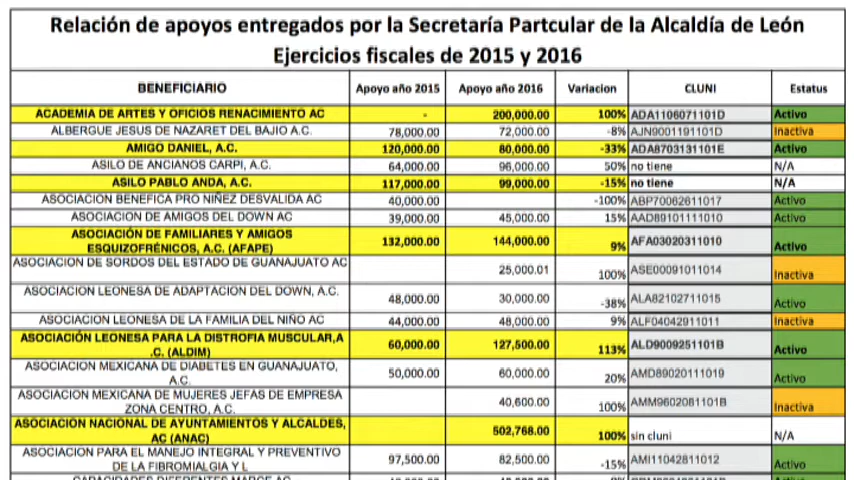 Relación de apoyos entregados por la Secretaría Partcular de la Alcaldía de León
Ejercicios fiscales de 2015 y 2016
BENEFICIARIO Apoyo año 2015 Apoyo año 2016 Variacion CLUNI Estatus
ACADEMIA DE ARTES Y OFICIOS RENACIMIENTO AC - 200,000.00 100% ADA1106071101D Activo
ALBERGUE JESUS DE NAZARET DEL BAJIO A.C. 78,000.00 72,000.00 -8% AJN9001191101D Inactiva
AMIGO DANIEL, A.C. 120,000.00 80,000.00 -33% ADA8703131101E Activo
ASILO DE ANCIANOS CARPI, A.C. 64,000.00 96,000.00 50% no tiene N/A
ASILO PABLO ANDA, A.C. 117,000.00 99,000.00 -15% no tiene N/A
ASOCIACION BENEFICA PRO NIÑEZ DESVALIDA AC 40,000.00 -100% ABP70062611017 Activo
ASOCIACION DE AMIGOS DEL DOWN AC 39,000.00 45,000.00 15% AAD89101111010 Activo
ASOCIACIÓN DE FAMILIARES Y AMIGOS
ESQUIZOFRÉNICOS, A.C. (AFAPE) 132,000.00 144,000.00 9% AFA03020311010 Activo
ASOCIACION DE SORDOS DEL ESTADO DE GUANAJUATO AC 25,000.01 100% ASE00091011014 Inactiva
ASOCIACION LEONESA DE ADAPTACION DEL DOWN, A.C. 48,000.00 30,000.00 -38% ALA82102711015 Activo
ASOCIACION LEONESA DE LA FAMILIA DEL NIÑO AC 44,000.00 48,000.00 9% ALF04042911011 Inactiva
ASOCIACIÓN LEONESA PARA LA DISTROFIA MUSCULAR,A
.C. (ALDIM) 60,000.00 127,500.00 113% ALD9009251101B Activo
ASOCIACION MEXICANA DE DIABETES EN GUANAJUATO,
A.C. 50,000.00 60,000.00 20% AMD89020111019 Activo
ASOCIACION MEXICANA DE MUJERES JEFAS DE EMPRESA
ZONA CENTRO, A.C. 40,600.00 100% AMM9602081101B Inactiva
ASOCIACION NACIONAL DE AYUNTAMIENTOS Y ALCALDES,
AC (ANAC) 502,768.00 100% sin cluni N/A
ASOCIACION PARA EL MANEJO INTEGRAL Y PREVENTIVO
DE LA FIBROMIALGIA Y L 97,500.00 82,500.00 -15% AMI11042811012 Activo